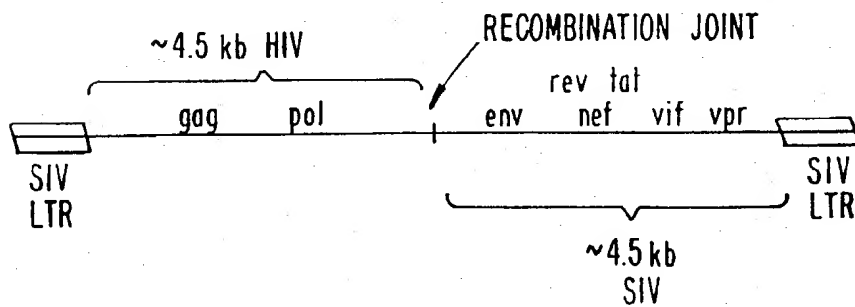 RECOMBINATION JOINT
~4.5 kb HIV
rev tat
gag pol env nef vif vpr
SIV
LTR
SIV
LTR
~4.5 kb
SIV